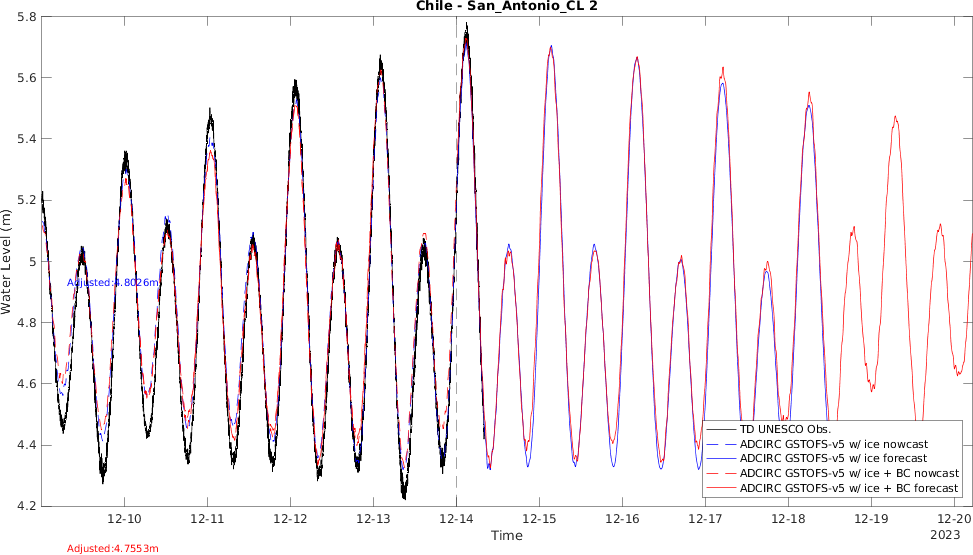 Chile - San_Antonio_CL 2
5.8
5.6
5.4
5.2
5
4.8
4.6
4.4
4.2
Water Level (m)
Adjusted:4.8026m
TD UNESCO Obs.
ADCIRC GSTOFS-v5 w/ ice nowcast
ADCIRC GSTOFS-v5 w/ ice forecast
ADCIRC GSTOFS-v5 w/ ice + BC nowcast
ADCIRC GSTOFS-v5 w/ ice + BC forecast
12-10 12-11 12-12 12-13 12-14 12-15 12-16 12-17 12-18 12-19 12-20
Time
2023
Adjusted:4.7553m